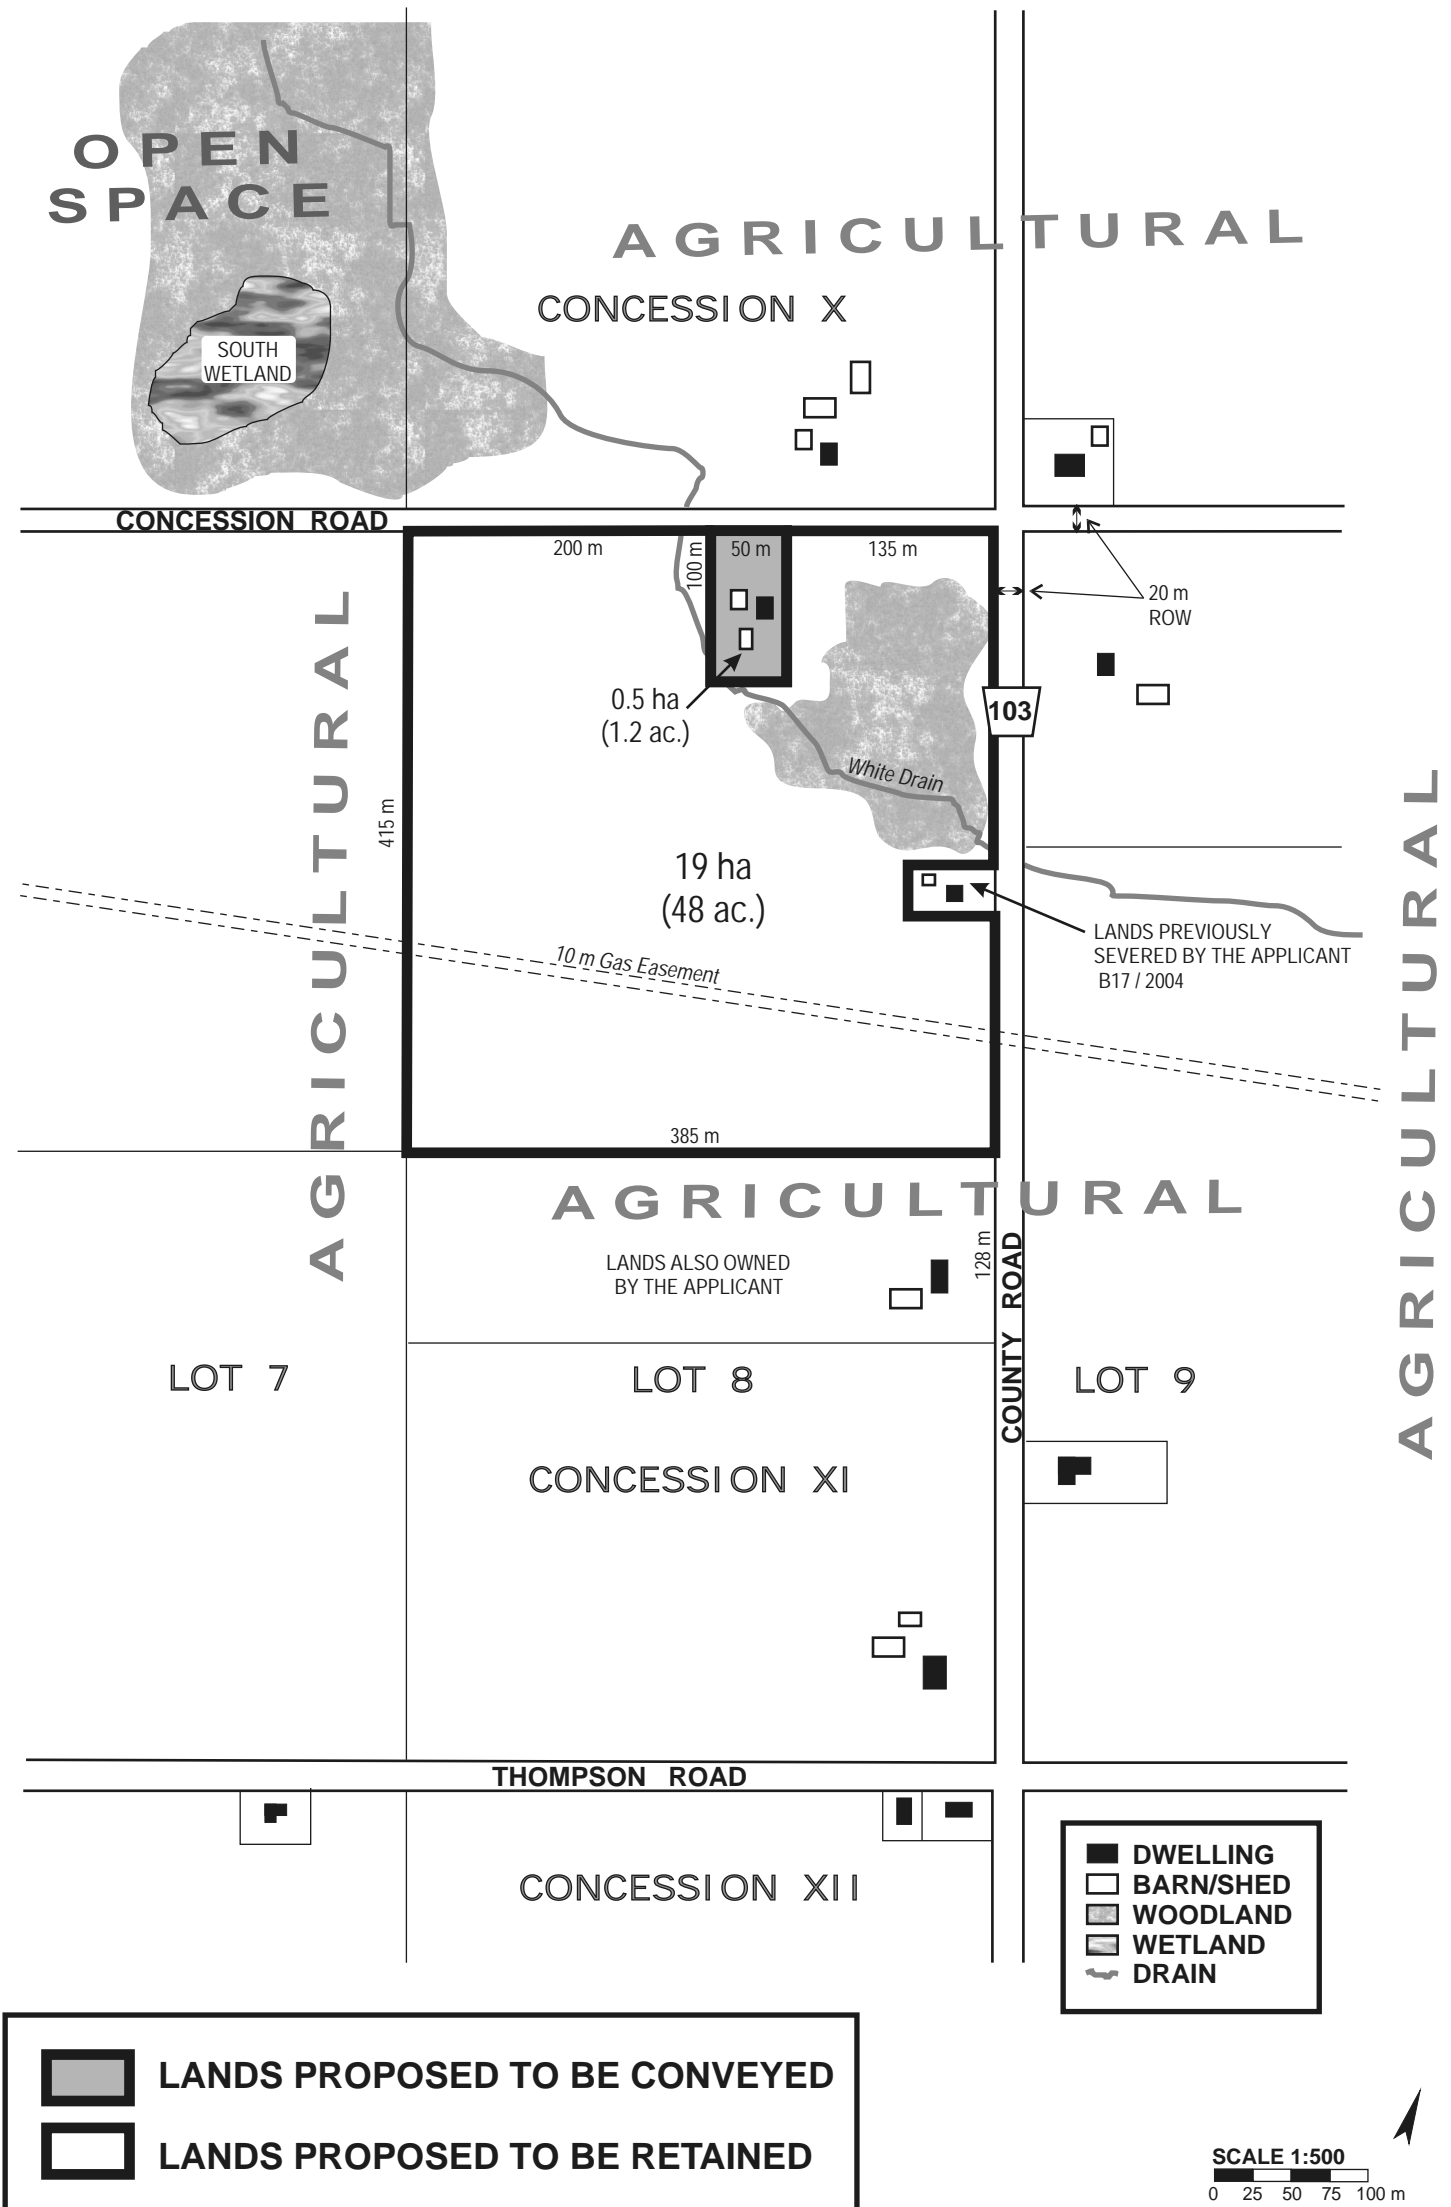 OPEN
SPACE
AGRICULTURAL
CONCESSION X
SOUTH
WETLAND
CONCESSION ROAD
200 m
100 m
50 m
135 m
20 m
ROW
0.5 ha
(1.2 ac.)
103
White Drain
AGRICULTURAL
415 m
19 ha
(48 ac.)
10 m Gas Easement
LANDS PREVIOUSLY
SEVERED BY THE APPLICANT
B17 / 2004
AGRICULTURAL
385 m
AGRICULTURAL
LANDS ALSO OWNED
BY THE APPLICANT
128 m
COUNTY ROAD
LOT 7
LOT 8
LOT 9
CONCESSION XI
THOMPSON ROAD
CONCESSION XII
DWELLING
BARN/SHED
WOODLAND
WETLAND
DRAIN
LANDS PROPOSED TO BE CONVEYED
LANDS PROPOSED TO BE RETAINED
SCALE 1:500
0 25 50 75 100 m